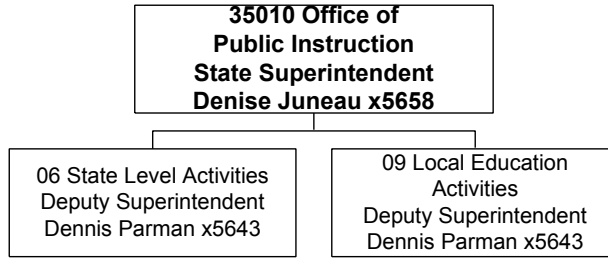 35010 Office of
Public Instruction
State Superintendent
Denise Juneau x5658
06 State Level Activities
Deputy Superintendent
Dennis Parman x5643
09 Local Education
Activities
Deputy Superintendent
Dennis Parman x5643